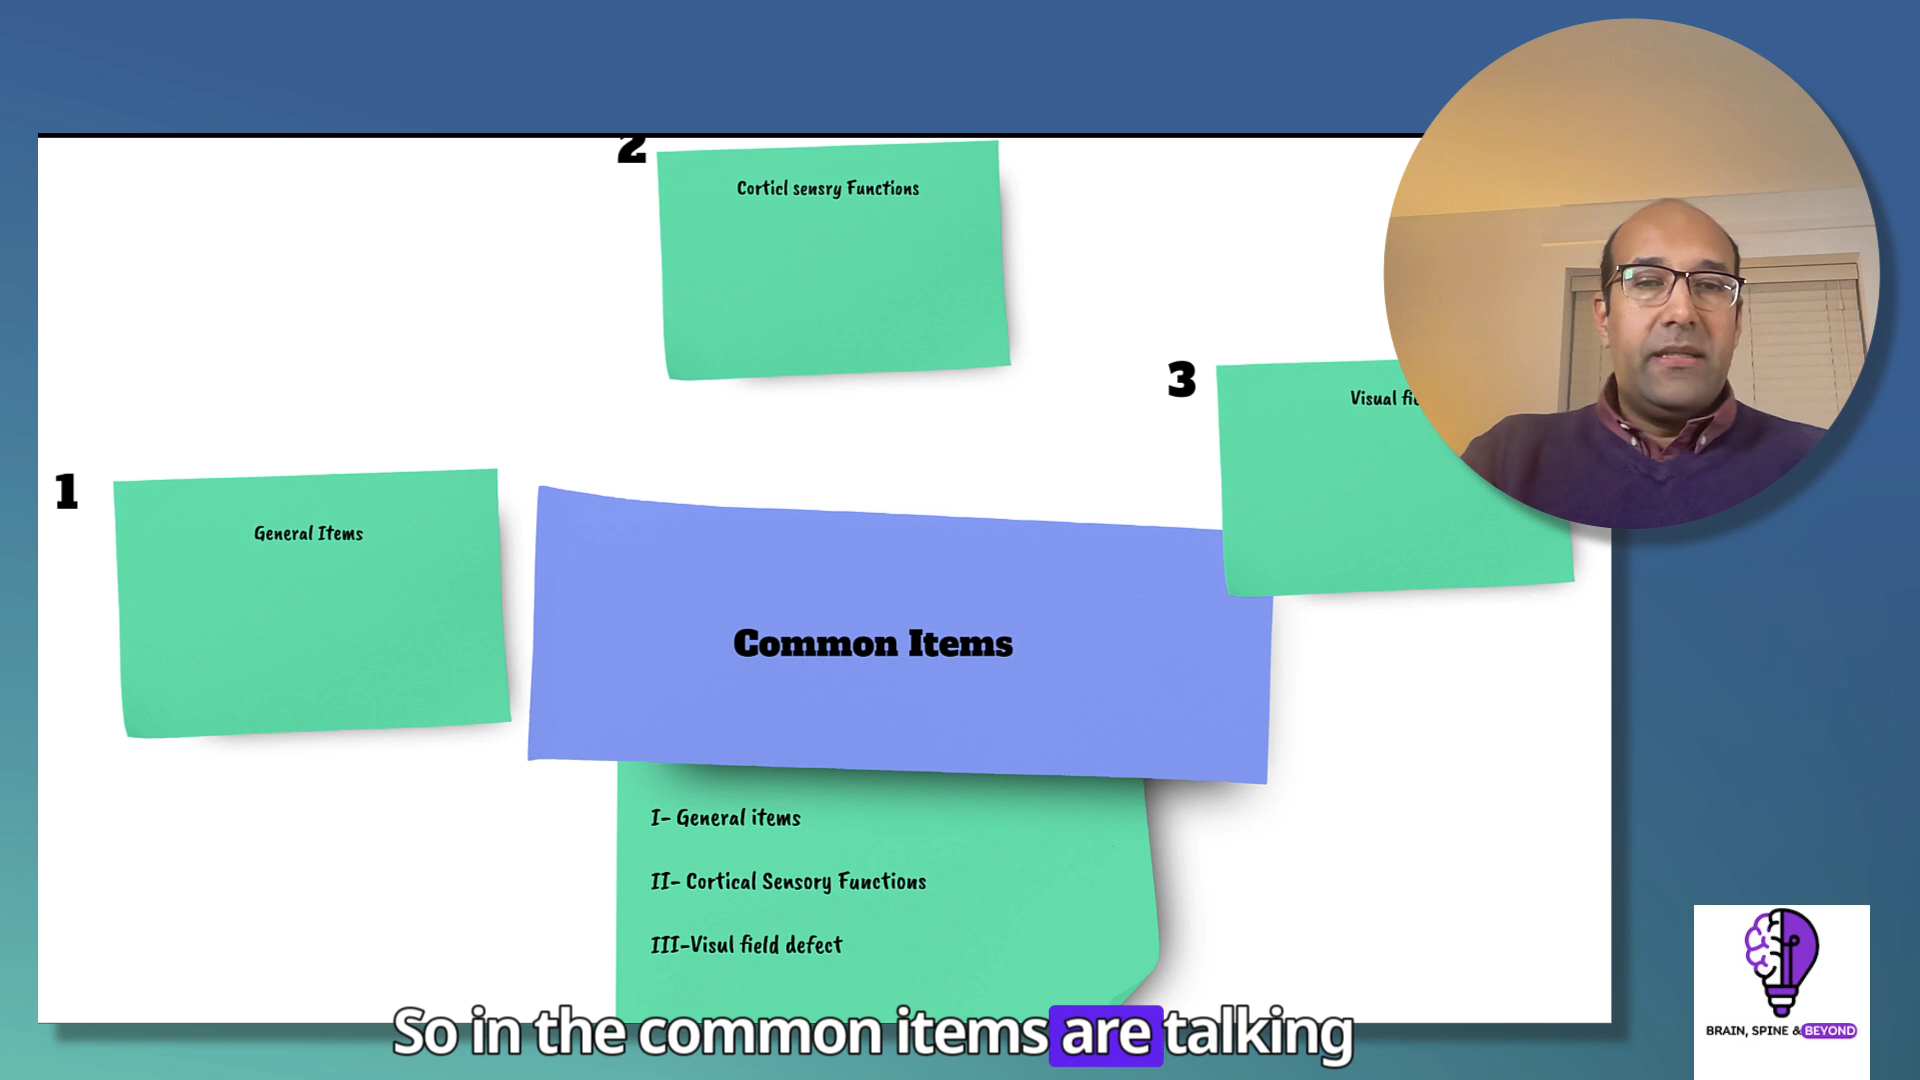 2
Corticl sensry Functions
3
Visual
1
General Items
Common Items
I- General items
II- Cortical Sensory Functions
III-Visul field defect
So in the common items are talking
BRAIN, SPINE & BEYOND